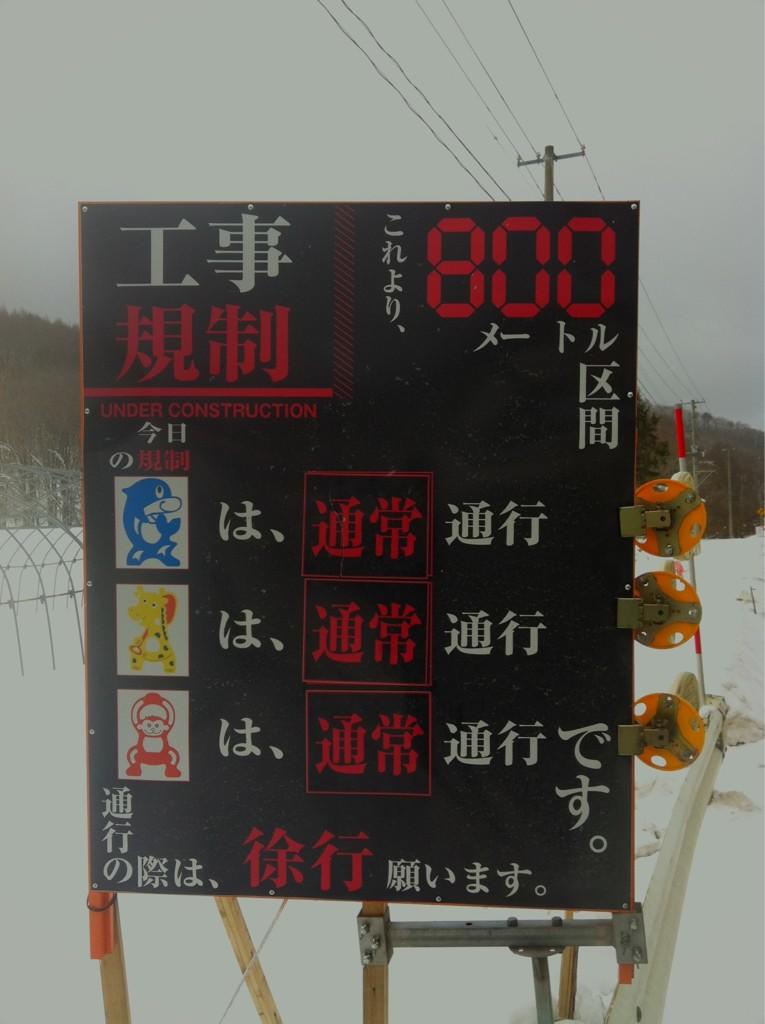 工事
規制
UNDER CONSTRUCTION
これより、
800
メートル
区間
今日
の規制
は、通常 通行
は、通常 通行
は、通常 通行
です。
通行
の際は、徐行 願います。